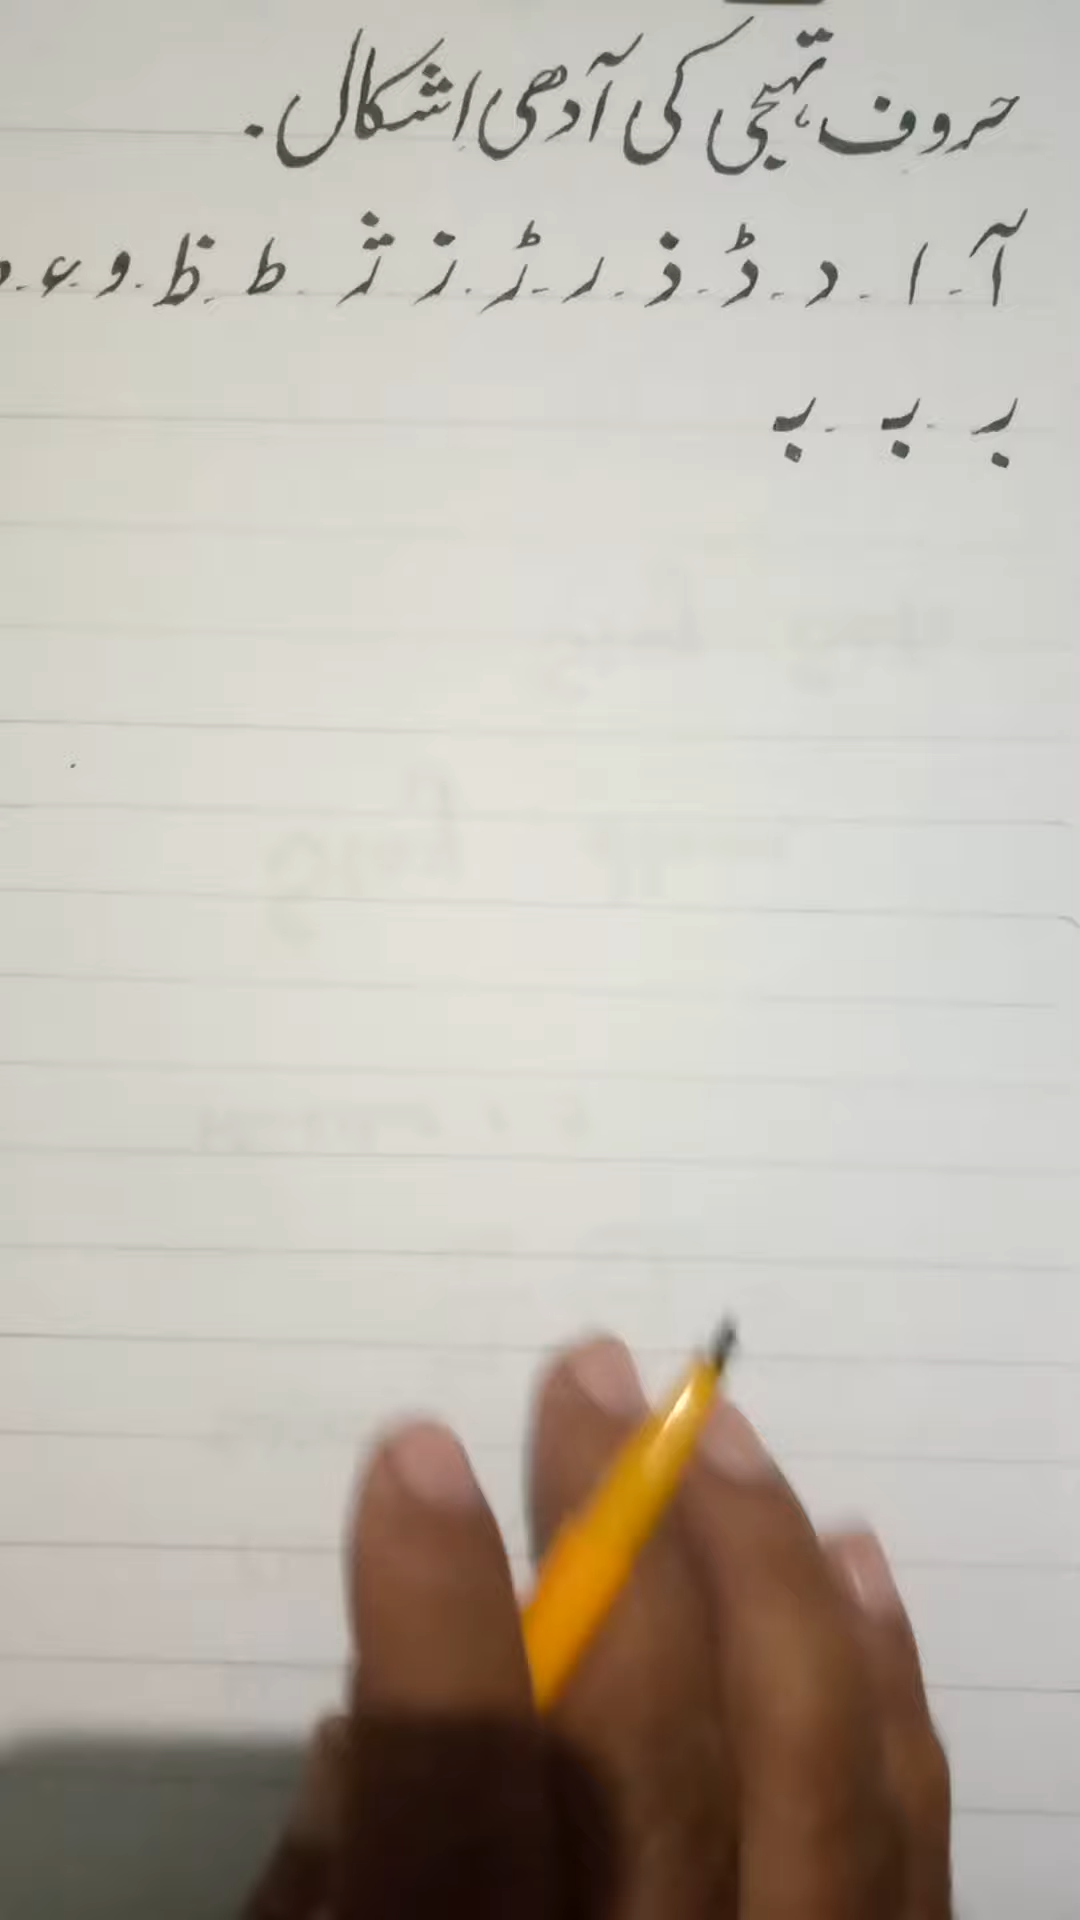 حروف تہجی کی آدھی اشکال ۔
آ ۔ ا ۔ د ۔ ڈ ۔ ذ ۔ ر ۔ ڑ ۔ ز ژ ۔ ط ۔ ظ ۔ و ۔ ء ۔
بـ ۔ بـ ۔ بـ